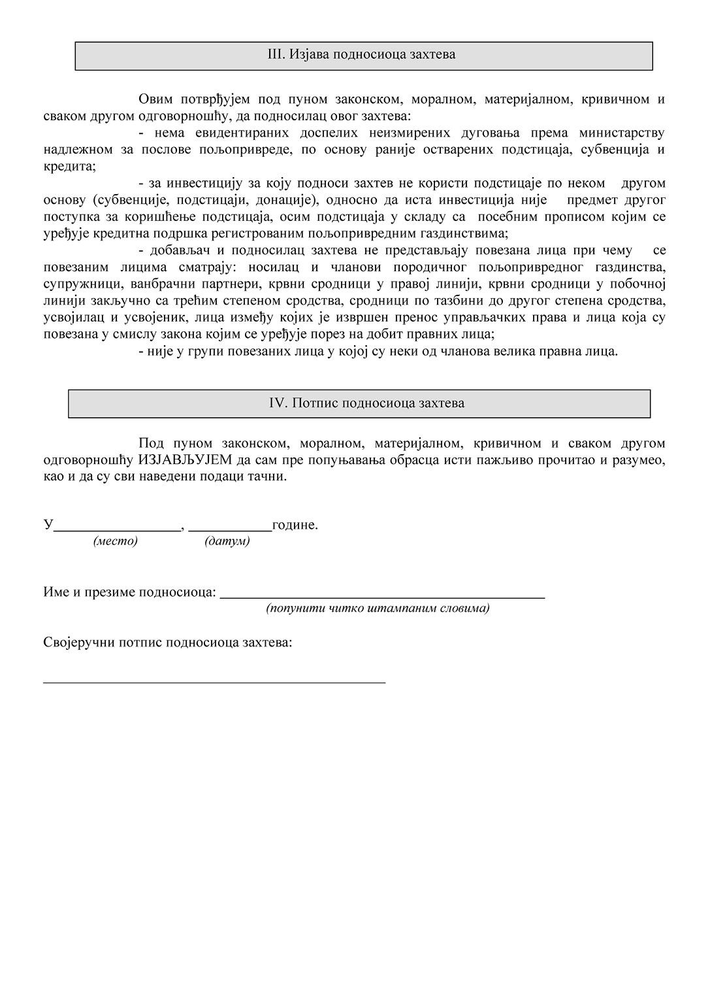 III. Изјава подносиоца захтева
Овим потврђујем под пуном законском, моралном, материјалном, кривичном и
сваком другом одговорношћу, да подносилац овог захтева:
- нема евидентираних доспелих неизмирених дуговања према министарству
надлежном за послове пољопривреде, по основу раније остварених подстицаја, субвенција и
кредита;
- за инвестицију за коју подноси захтев не користи подстицаје по неком другом
основу (субвенције, подстицаји, донације), односно да иста инвестиција није предмет другог
поступка за коришћење подстицаја, осим подстицаја у складу са посебним прописом којим се
уређује кредитна подршка регистрованим пољопривредним газдинствима;
- добављач и подносилац захтева не представљају повезана лица при чему се
повезаним лицима сматрају: носилац и чланови породичног пољопривредног газдинства,
супружници, ванбрачни партнери, крвни сродници у правој линији, крвни сродници у побочној
линији закључно са трећим степеном сродства, сродници по тазбини до другог степена сродства,
усвојилац и усвојеник, лица између којих је извршен пренос управљачких права и лица која су
повезана у смислу закона којим се уређује порез на добит правних лица;
- није у групи повезаних лица у којој су неки од чланова велика правна лица.
IV. Потпис подносиоца захтева
Под пуном законском, моралном, материјалном, кривичном и сваком другом
одговорношћу ИЗЈАВЉУЈЕМ да сам пре попуњавања обрасца исти пажљиво прочитао и разумео,
као и да су сви наведени подаци тачни.
У__________________, ____________године.
(место) (датум)
Име и презиме подносиоца: ______________________________________________
(попунити читко штампаним словима)
Својеручни потпис подносиоца захтева:
________________________________________________